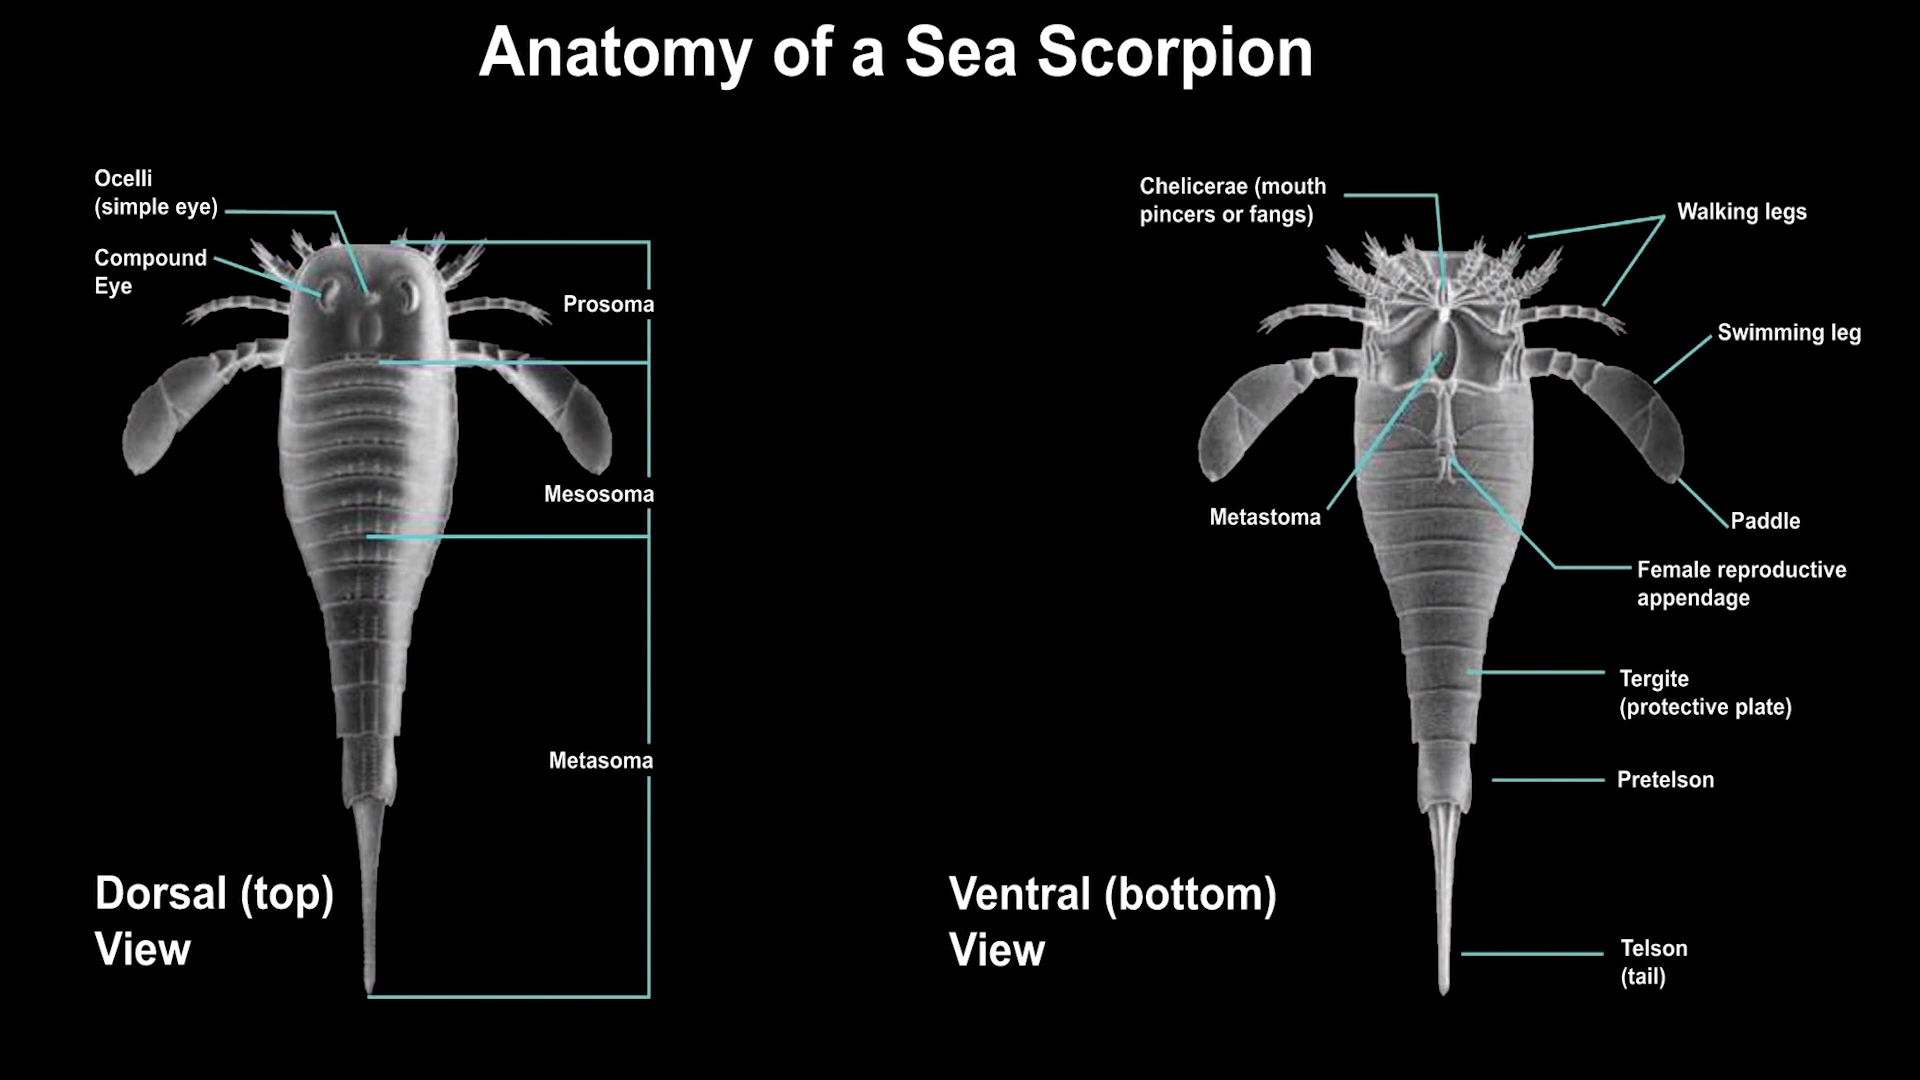 Anatomy of a Sea Scorpion
Ocelli
(simple eye)
Compound
Eye
Prosoma
Mesosoma
Metasoma
Dorsal (top)
View
Chelicerae (mouth
pincers or fangs)
Walking legs
Swimming leg
Metastoma
Paddle
Female reproductive
appendage
Tergite
(protective plate)
Pretelson
Telson
(tail)
Ventral (bottom)
View